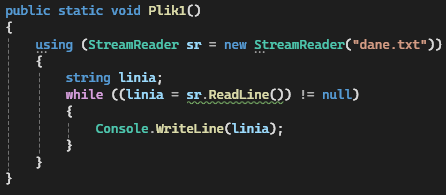 public static void Plik1()
{
using (StreamReader sr = new StreamReader("dane.txt"))
{
string linia;
while ((linia = sr.ReadLine()) != null)
{
Console.WriteLine(linia);
}
}
}